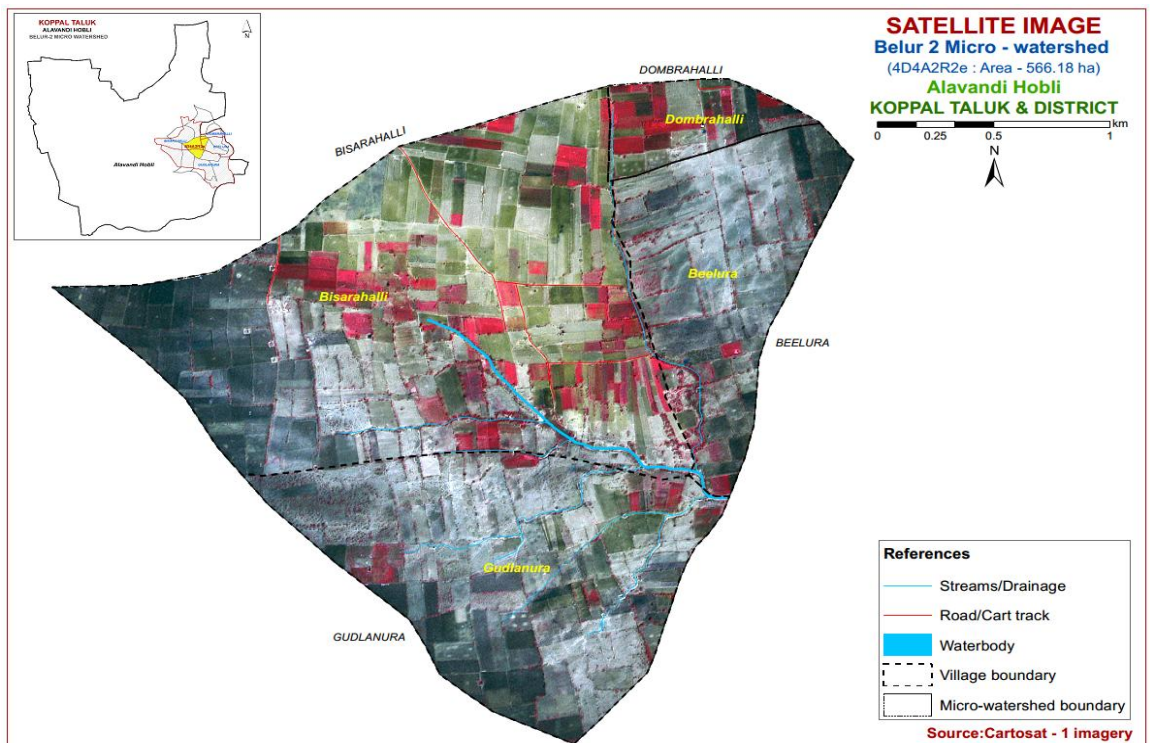 KOPPAL TALUK
ALAVANDI HOBLI
BELUR-2 MICRO WATERSHED
N
Alavandi Hobli
SATELLITE IMAGE
Belur 2 Micro - watershed
(4D4A2R2e : Area - 566.18 ha)
Alavandi Hobli
KOPPAL TALUK & DISTRICT
km
0 0.25 0.5 1
N
DOMBRAHALLI
Dombrahalli
BISARAHALLI
Beelura
Bisarahalli
BEELURA
Gudlanura
GUDLANURA
References
Streams/Drainage
Road/Cart track
Waterbody
Village boundary
Micro-watershed boundary
Source:Cartosat - 1 imagery